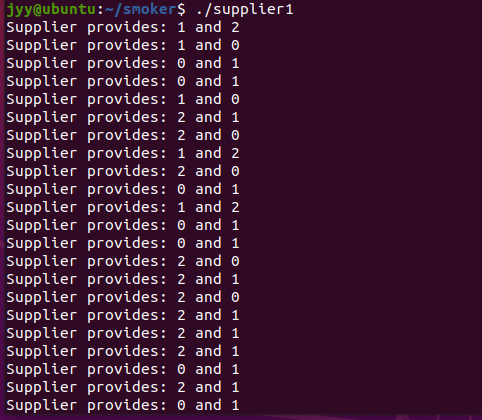 jyy@ubuntu:~/smoker$ ./supplier1
Supplier provides: 1 and 2
Supplier provides: 1 and 0
Supplier provides: 0 and 1
Supplier provides: 0 and 1
Supplier provides: 1 and 0
Supplier provides: 2 and 1
Supplier provides: 2 and 0
Supplier provides: 1 and 2
Supplier provides: 2 and 0
Supplier provides: 0 and 1
Supplier provides: 1 and 2
Supplier provides: 0 and 1
Supplier provides: 0 and 1
Supplier provides: 2 and 0
Supplier provides: 2 and 1
Supplier provides: 2 and 0
Supplier provides: 2 and 1
Supplier provides: 2 and 1
Supplier provides: 2 and 1
Supplier provides: 0 and 1
Supplier provides: 2 and 1
Supplier provides: 0 and 1